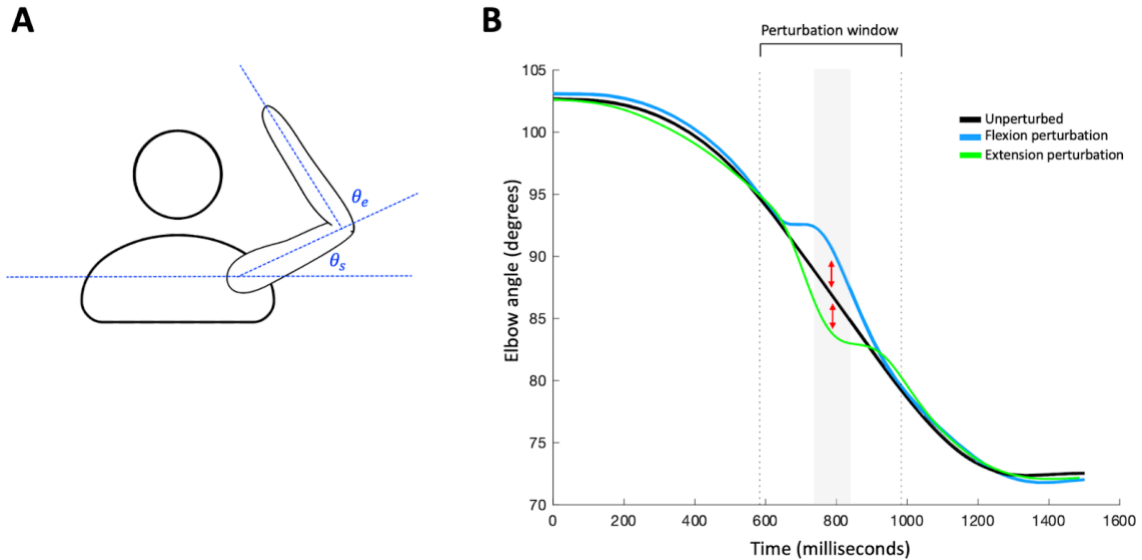 A
θe
θs
B
Perturbation window
105
100
95
90
85
80
75
70
Elbow angle (degrees)
Unperturbed
Flexion perturbation
Extension perturbation
0 200 400 600 800 1000 1200 1400 1600
Time (milliseconds)